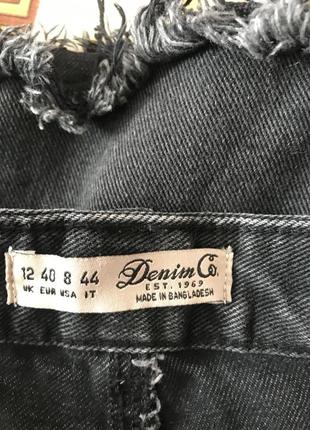 12 40 8 44
UK EUR USA IT
Denim Co
EST. 1969
MADE IN BANGLADESH